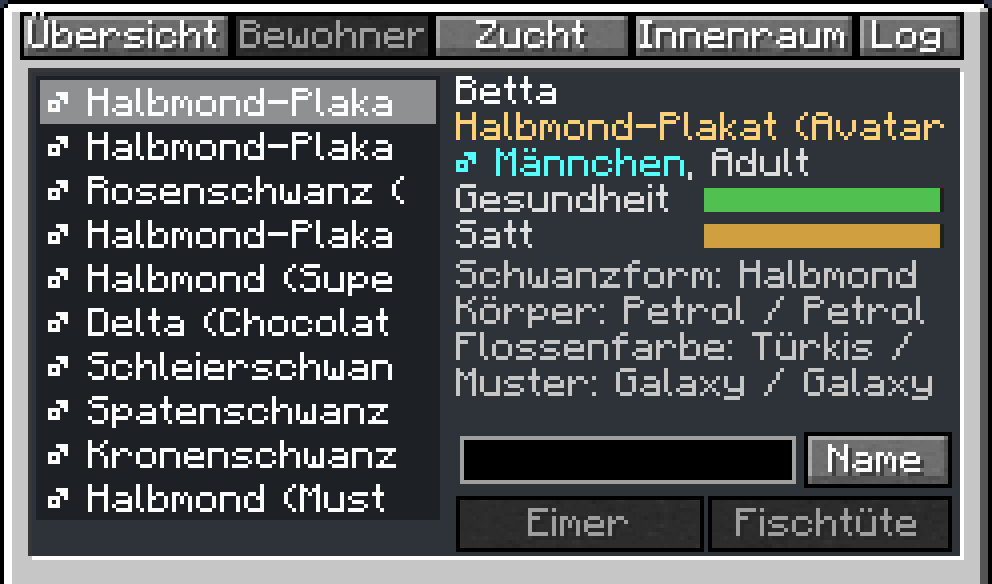 Übersicht Bewohner Zucht Innenraum Log
♂ Halbmond-Plaka
♂ Halbmond-Plaka
♂ Rosenschwanz (
♂ Halbmond-Plaka
♂ Halbmond (Supe
♂ Delta (Chocolat
♂ Schleierschwan
♂ Spatenschwanz
♂ Kronenschwanz
♂ Halbmond (Must
Betta
Halbmond-Plakat (Avatar
♂ Männchen, Adult
Gesundheit
Satt
Schwanzform: Halbmond
Körper: Petrol / Petrol
Flossenfarbe: Türkis /
Muster: Galaxy / Galaxy
Name
Eimer Fischtüte